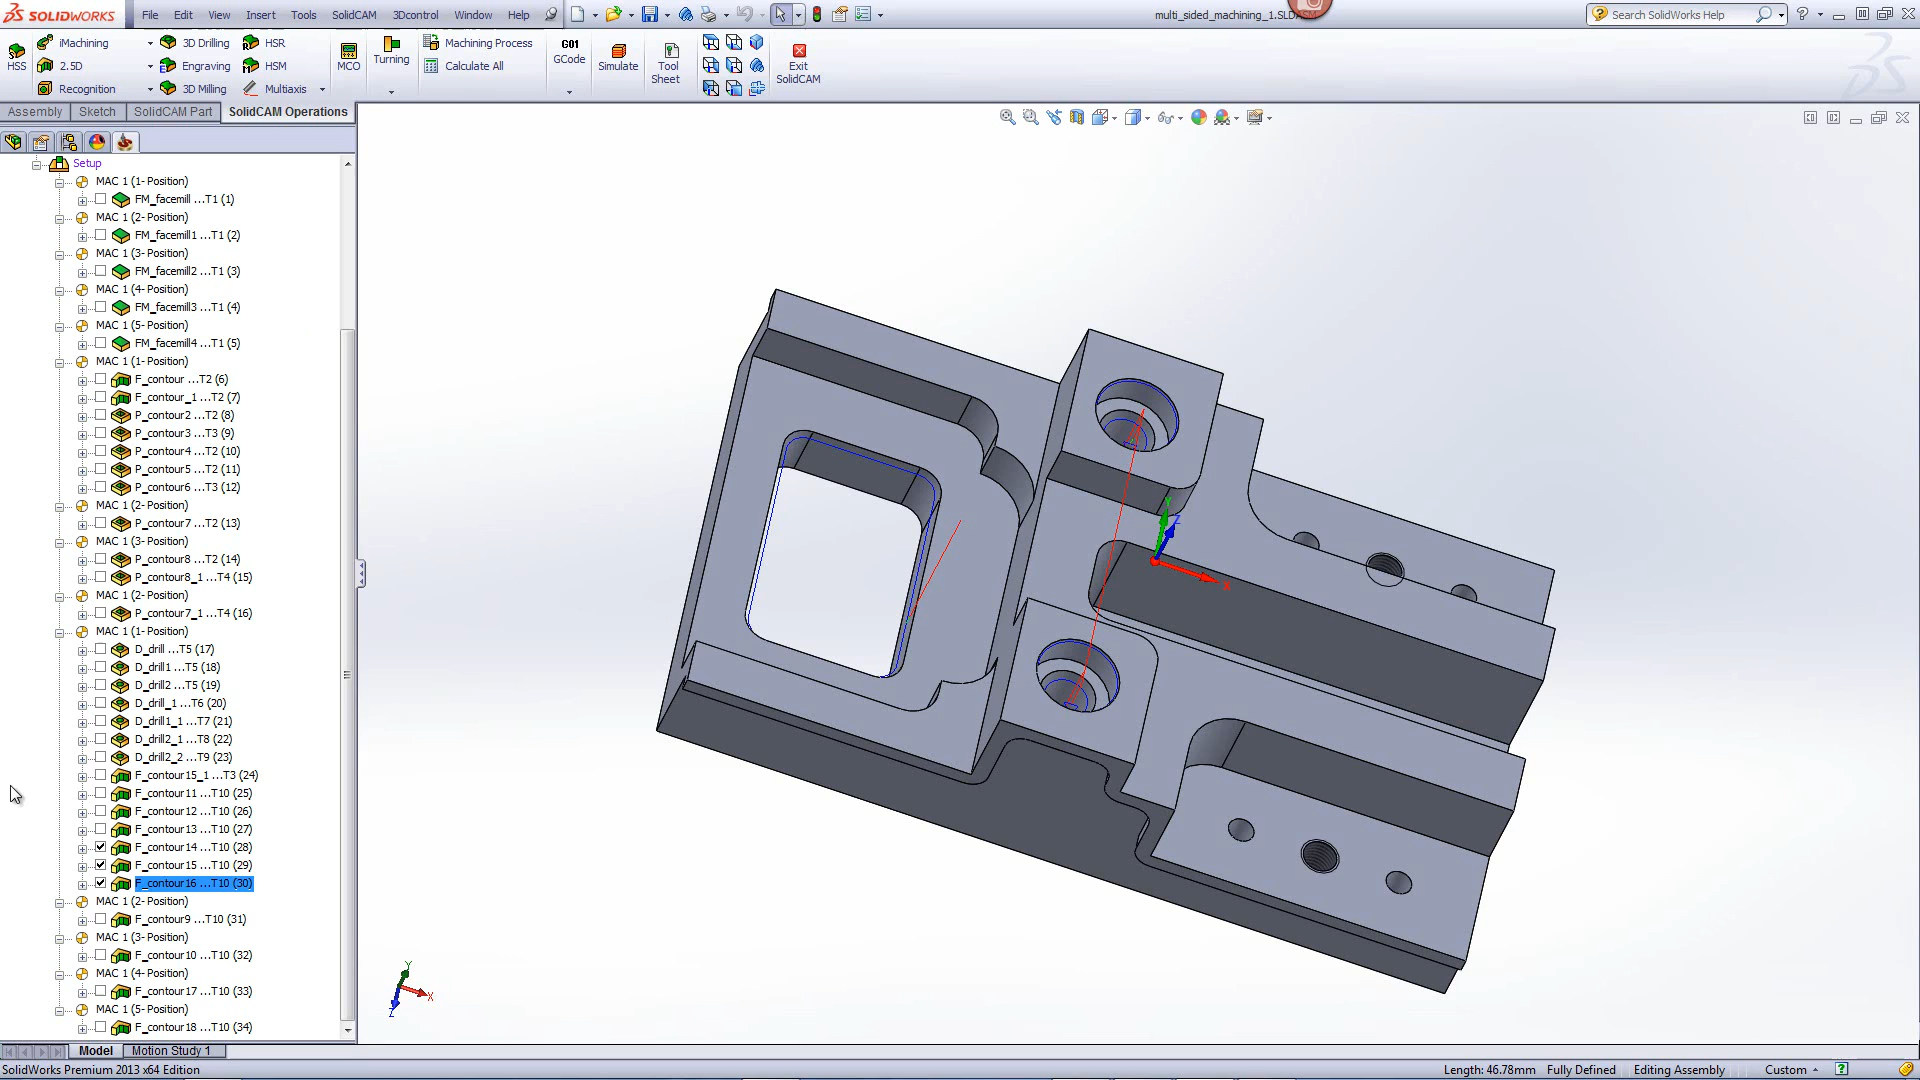 SOLIDWORKS File Edit View Insert Tools SolidCAM 3Dcontrol Window Help multi_sided_machining_1.SLDASM Search SolidWorks Help
iMachining 3D Drilling HSR Machining Process
HSS 2.5D Engraving HSM MCO Turning Calculate All G01 GCode Simulate Tool Sheet Exit SolidCAM
Recognition 3D Milling Multiaxis
Assembly Sketch SolidCAM Part SolidCAM Operations
Setup
MAC 1 (1- Position)
FM_facemill ...T1 (1)
MAC 1 (2- Position)
FM_facemill1 ...T1 (2)
MAC 1 (3- Position)
FM_facemill2 ...T1 (3)
MAC 1 (4- Position)
FM_facemill3 ...T1 (4)
MAC 1 (5- Position)
FM_facemill4 ...T1 (5)
MAC 1 (1- Position)
F_contour ...T2 (6)
F_contour_1 ...T2 (7)
P_contour2 ...T2 (8)
P_contour3 ...T3 (9)
P_contour4 ...T2 (10)
P_contour5 ...T2 (11)
P_contour6 ...T3 (12)
MAC 1 (2- Position)
P_contour7 ...T2 (13)
MAC 1 (3- Position)
P_contour8 ...T2 (14)
P_contour8_1 ...T4 (15)
MAC 1 (2- Position)
P_contour7_1 ...T4 (16)
MAC 1 (1- Position)
D_drill ...T5 (17)
D_drill1 ...T5 (18)
D_drill2 ...T5 (19)
D_drill_1 ...T6 (20)
D_drill1_1 ...T7 (21)
D_drill2_1 ...T8 (22)
D_drill2_2 ...T9 (23)
F_contour15_1 ...T3 (24)
F_contour11 ...T10 (25)
F_contour12 ...T10 (26)
F_contour13 ...T10 (27)
F_contour14 ...T10 (28)
F_contour15 ...T10 (29)
F_contour16 ...T10 (30)
MAC 1 (2- Position)
F_contour9 ...T10 (31)
MAC 1 (3- Position)
F_contour10 ...T10 (32)
MAC 1 (4- Position)
F_contour17 ...T10 (33)
MAC 1 (5- Position)
F_contour18 ...T10 (34)
Y
Z
X
Y
X
Z
Model Motion Study 1
SolidWorks Premium 2013 x64 Edition Length: 46.78mm Fully Defined Editing Assembly Custom